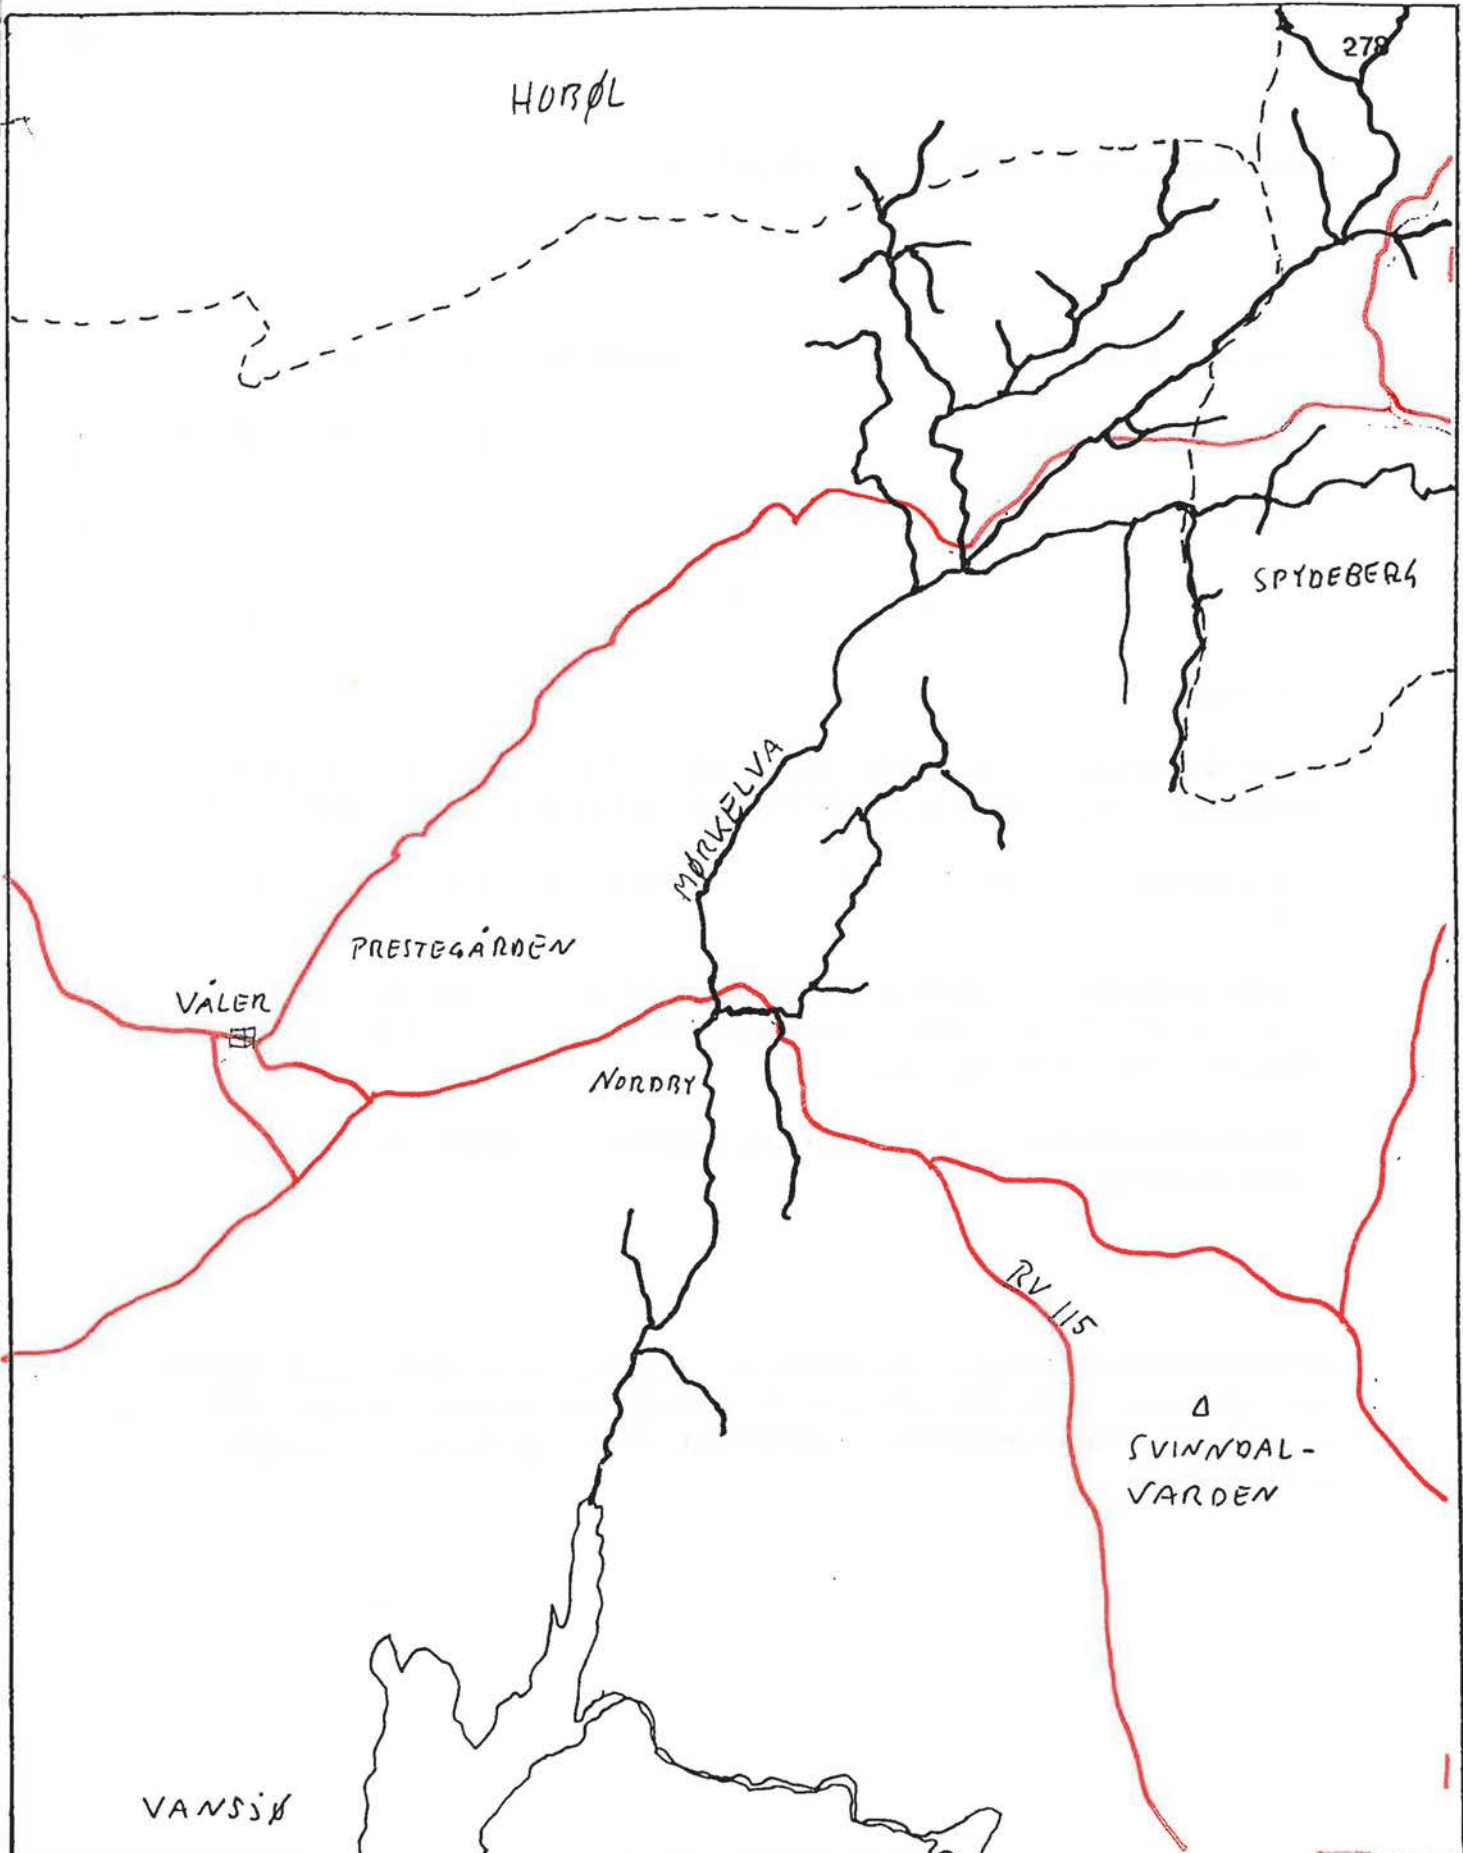 278
HOBØL
SPYDEBERG
MØRKELVA
PRESTEGÅRDEN
VÅLER
NORDBY
RV 115
SVINNDAL-
VARDEN
VANSJØ